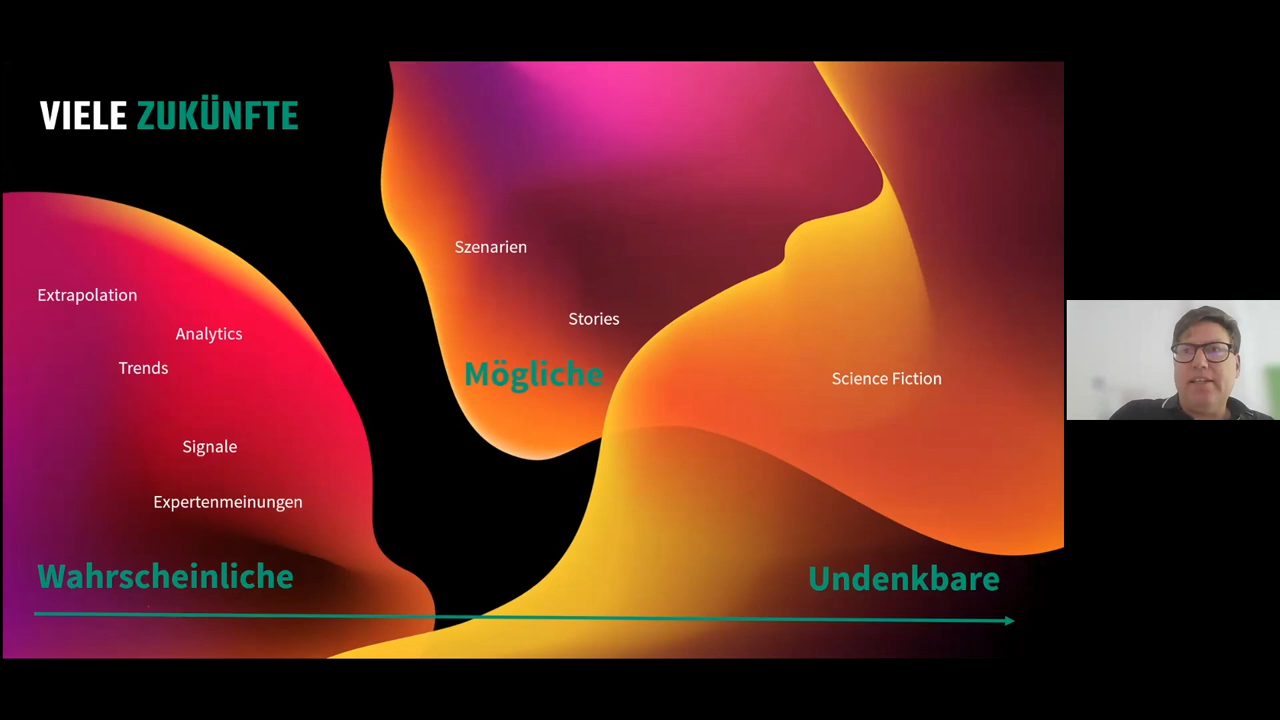 VIELE ZUKÜNFTE
Extrapolation
Analytics
Trends
Signale
Expertenmeinungen
Wahrscheinliche
Szenarien
Stories
Mögliche
Science Fiction
Undenkbare